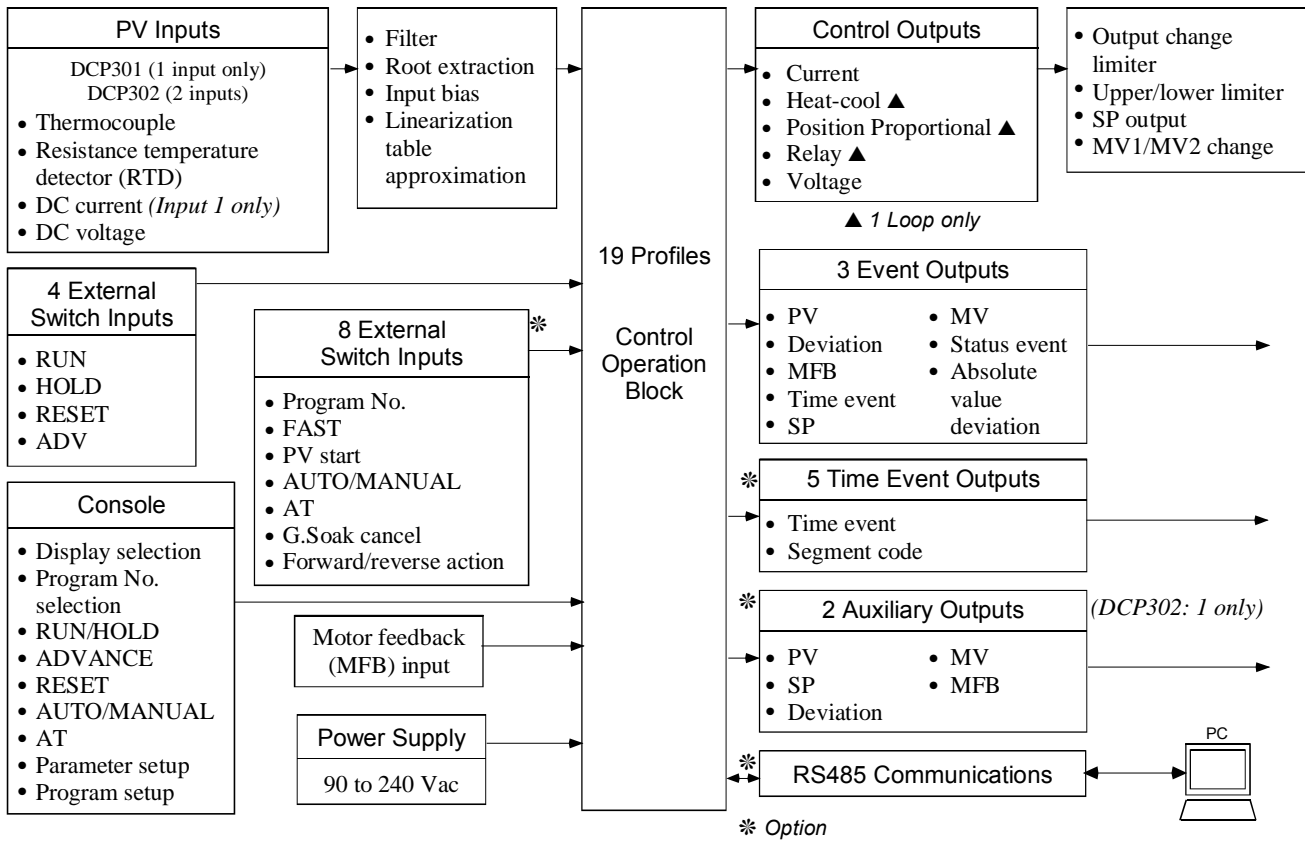 PV Inputs
DCP301 (1 input only)
DCP302 (2 inputs)
• Thermocouple
• Resistance temperature
detector (RTD)
• DC current (Input 1 only)
• DC voltage
• Filter
• Root extraction
• Input bias
• Linearization
table
approximation
4 External
Switch Inputs
• RUN
• HOLD
• RESET
• ADV
8 External
Switch Inputs
❊
• Program No.
• FAST
• PV start
• AUTO/MANUAL
• AT
• G.Soak cancel
• Forward/reverse action
Console
• Display selection
• Program No.
selection
• RUN/HOLD
• ADVANCE
• RESET
• AUTO/MANUAL
• AT
• Parameter setup
• Program setup
Motor feedback
(MFB) input
Power Supply
90 to 240 Vac
19 Profiles
Control
Operation
Block
Control Outputs
• Current
• Heat-cool ▲
• Position Proportional ▲
• Relay ▲
• Voltage
▲ 1 Loop only
• Output change
limiter
• Upper/lower limiter
• SP output
• MV1/MV2 change
3 Event Outputs
• PV
• Deviation
• MFB
• Time event
• SP
• MV
• Status event
• Absolute
value
deviation
❊ 5 Time Event Outputs
• Time event
• Segment code
❊ 2 Auxiliary Outputs (DCP302: 1 only)
• PV
• SP
• Deviation
• MV
• MFB
❊ RS485 Communications
PC
❊ Option